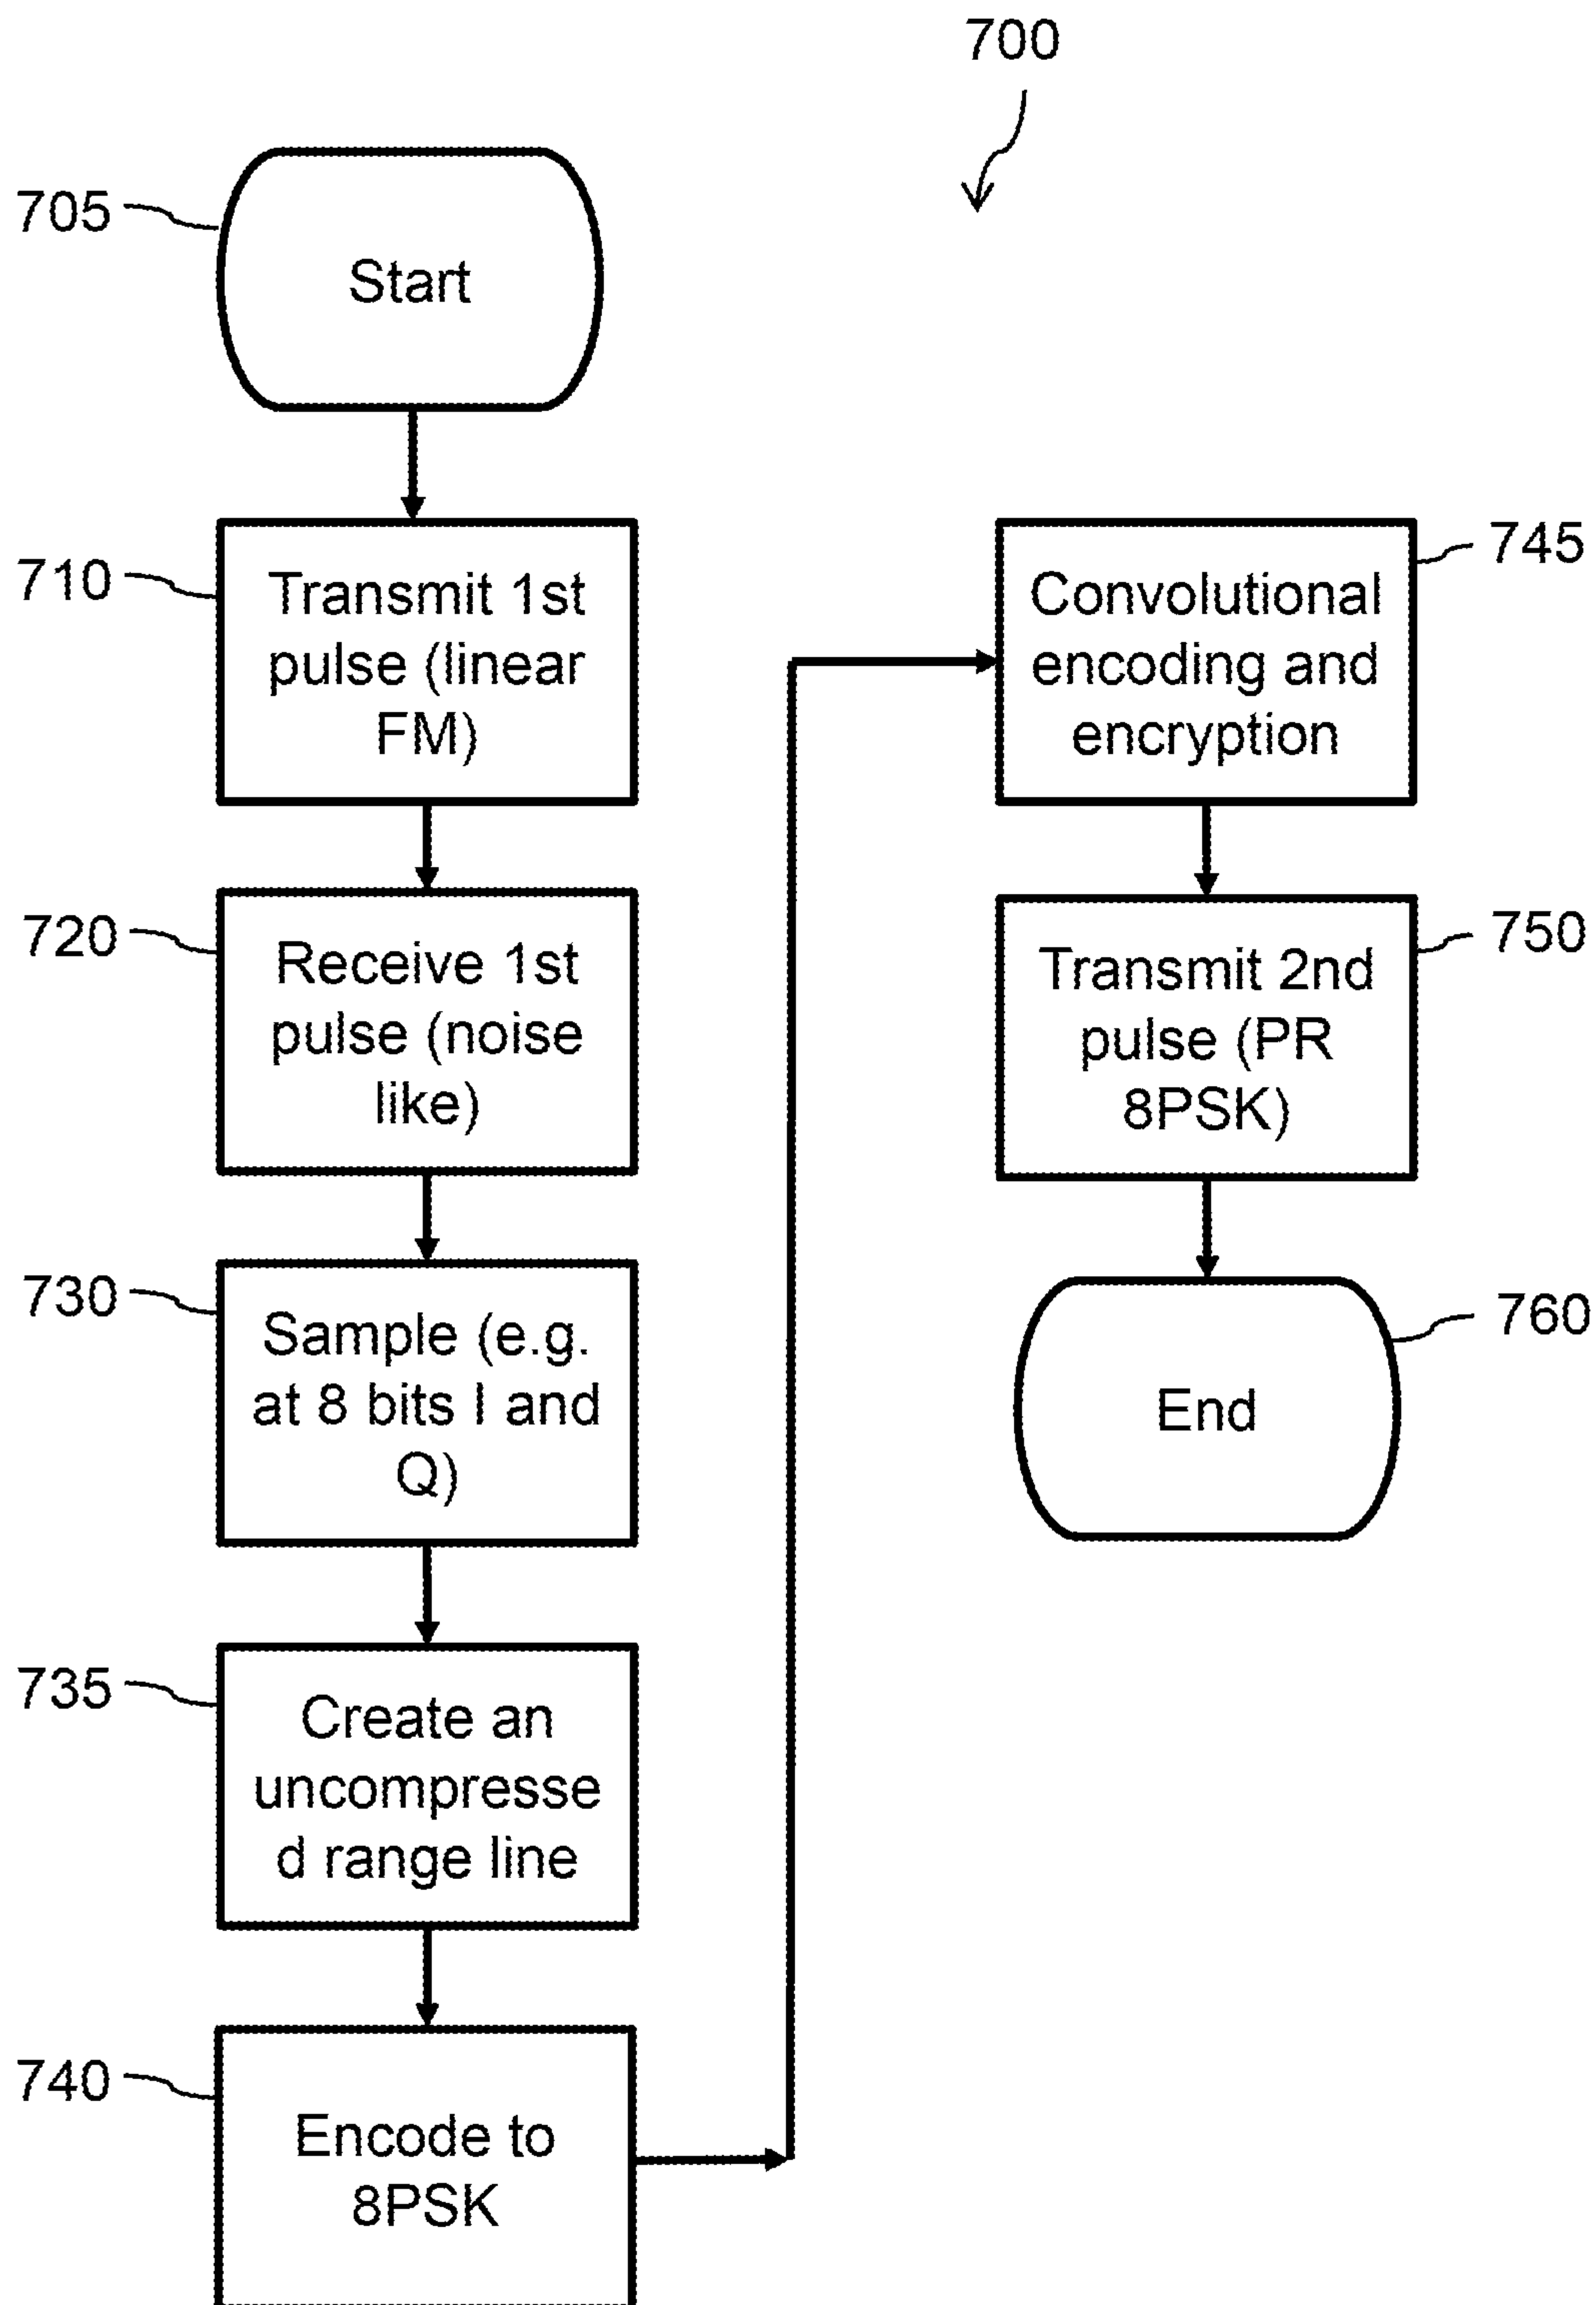 700
705
Start
710
Transmit 1st
pulse (linear
FM)
720
Receive 1st
pulse (noise
like)
730
Sample (e.g.
at 8 bits I and
Q)
735
Create an
uncompresse
d range line
740
Encode to
8PSK
745
Convolutional
encoding and
encryption
750
Transmit 2nd
pulse (PR
8PSK)
760
End